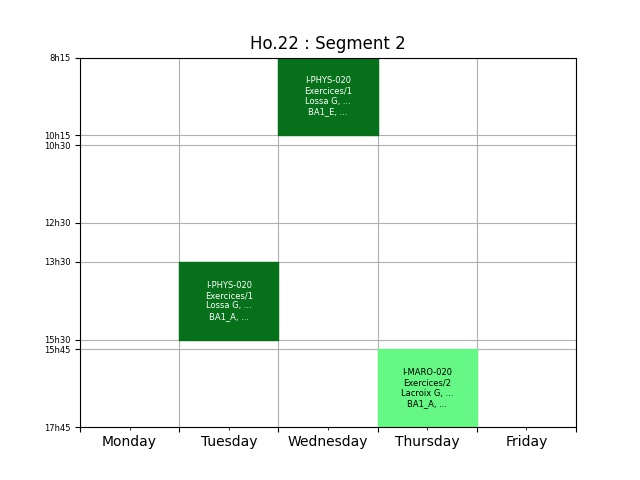 Ho.22 : Segment 2
8h15
I-PHYS-020
Exercices/1
Lossa G, ...
BA1_E, ...
10h15
10h30
12h30
13h30
I-PHYS-020
Exercices/1
Lossa G, ...
BA1_A, ...
15h30
15h45
I-MARO-020
Exercices/2
Lacroix G, ...
BA1_A, ...
17h45
Monday Tuesday Wednesday Thursday Friday